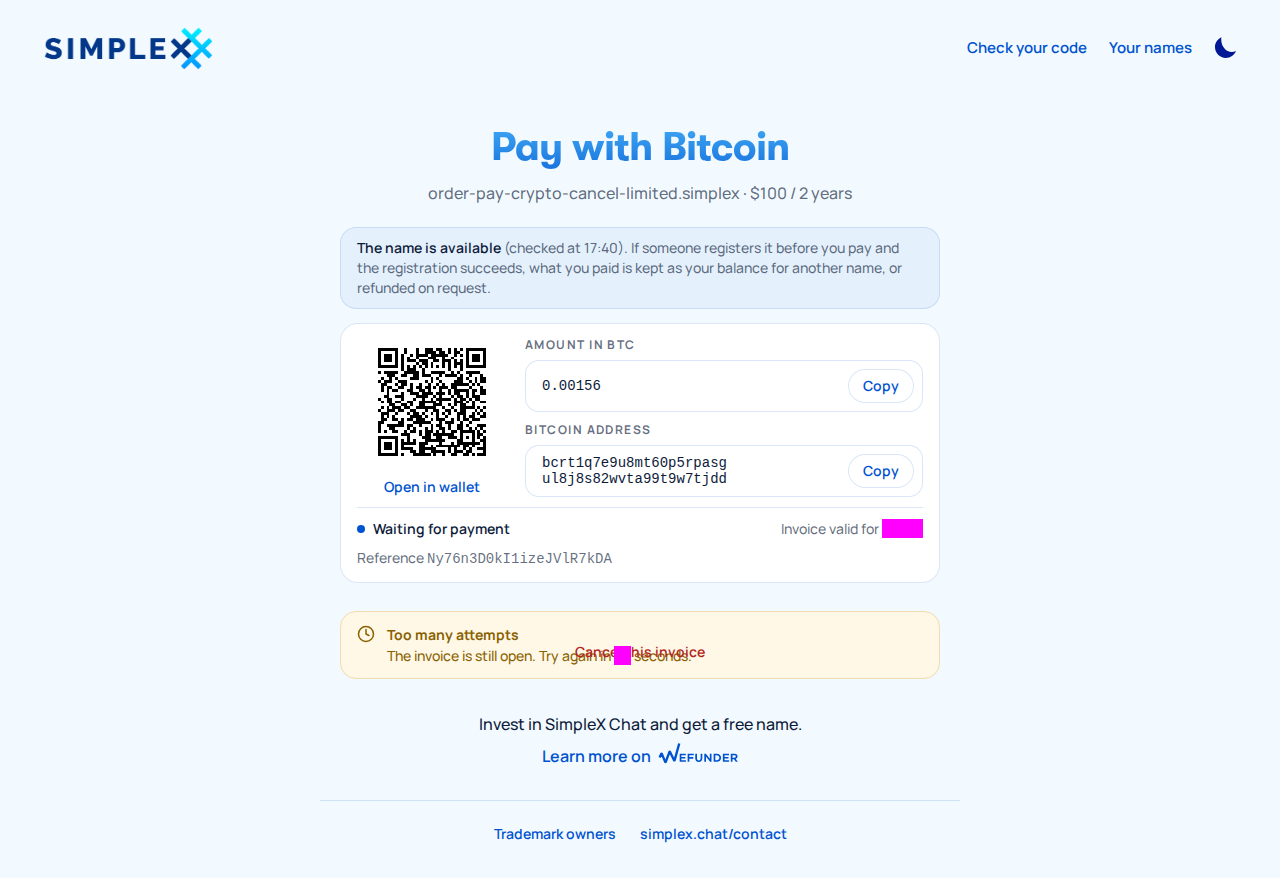 SIMPLEX
Check your code
Your names
Pay with Bitcoin
order-pay-crypto-cancel-limited.simplex · $100 / 2 years
The name is available (checked at 17:40). If someone registers it before you pay and
the registration succeeds, what you paid is kept as your balance for another name, or
refunded on request.
AMOUNT IN BTC
0.00156
Copy
BITCOIN ADDRESS
bcrt1q7e9u8mt60p5rpasg
ul8j8s82wvta99t9w7tjdd
Copy
Open in wallet
Waiting for payment
Invoice valid for
Reference Ny76n3D0kI1izeJVlR7kDA
Too many attempts
The invoice is still open. Try again in seconds.
Cancel this invoice
Invest in SimpleX Chat and get a free name.
Learn more on WEFUNDER
Trademark owners
simplex.chat/contact